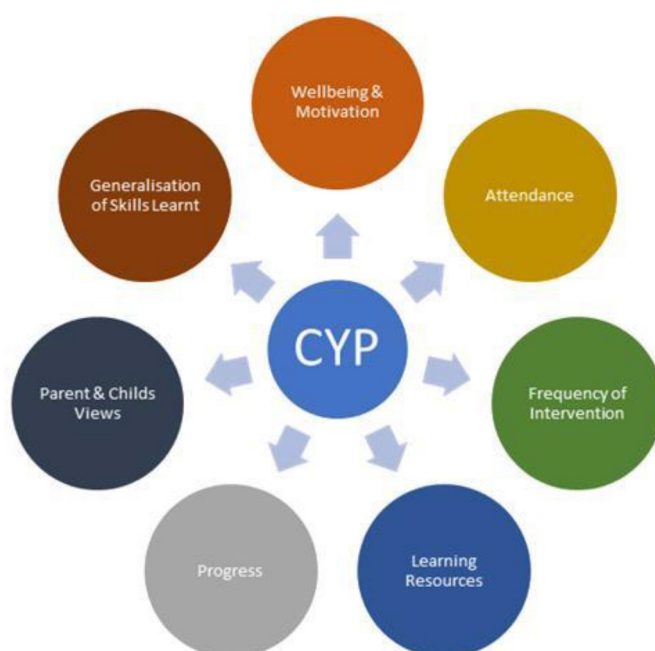 Wellbeing &
Motivation
Attendance
Frequency of
Intervention
Learning
Resources
Progress
Parent & Childs
Views
Generalisation
of Skills Learnt
CYP